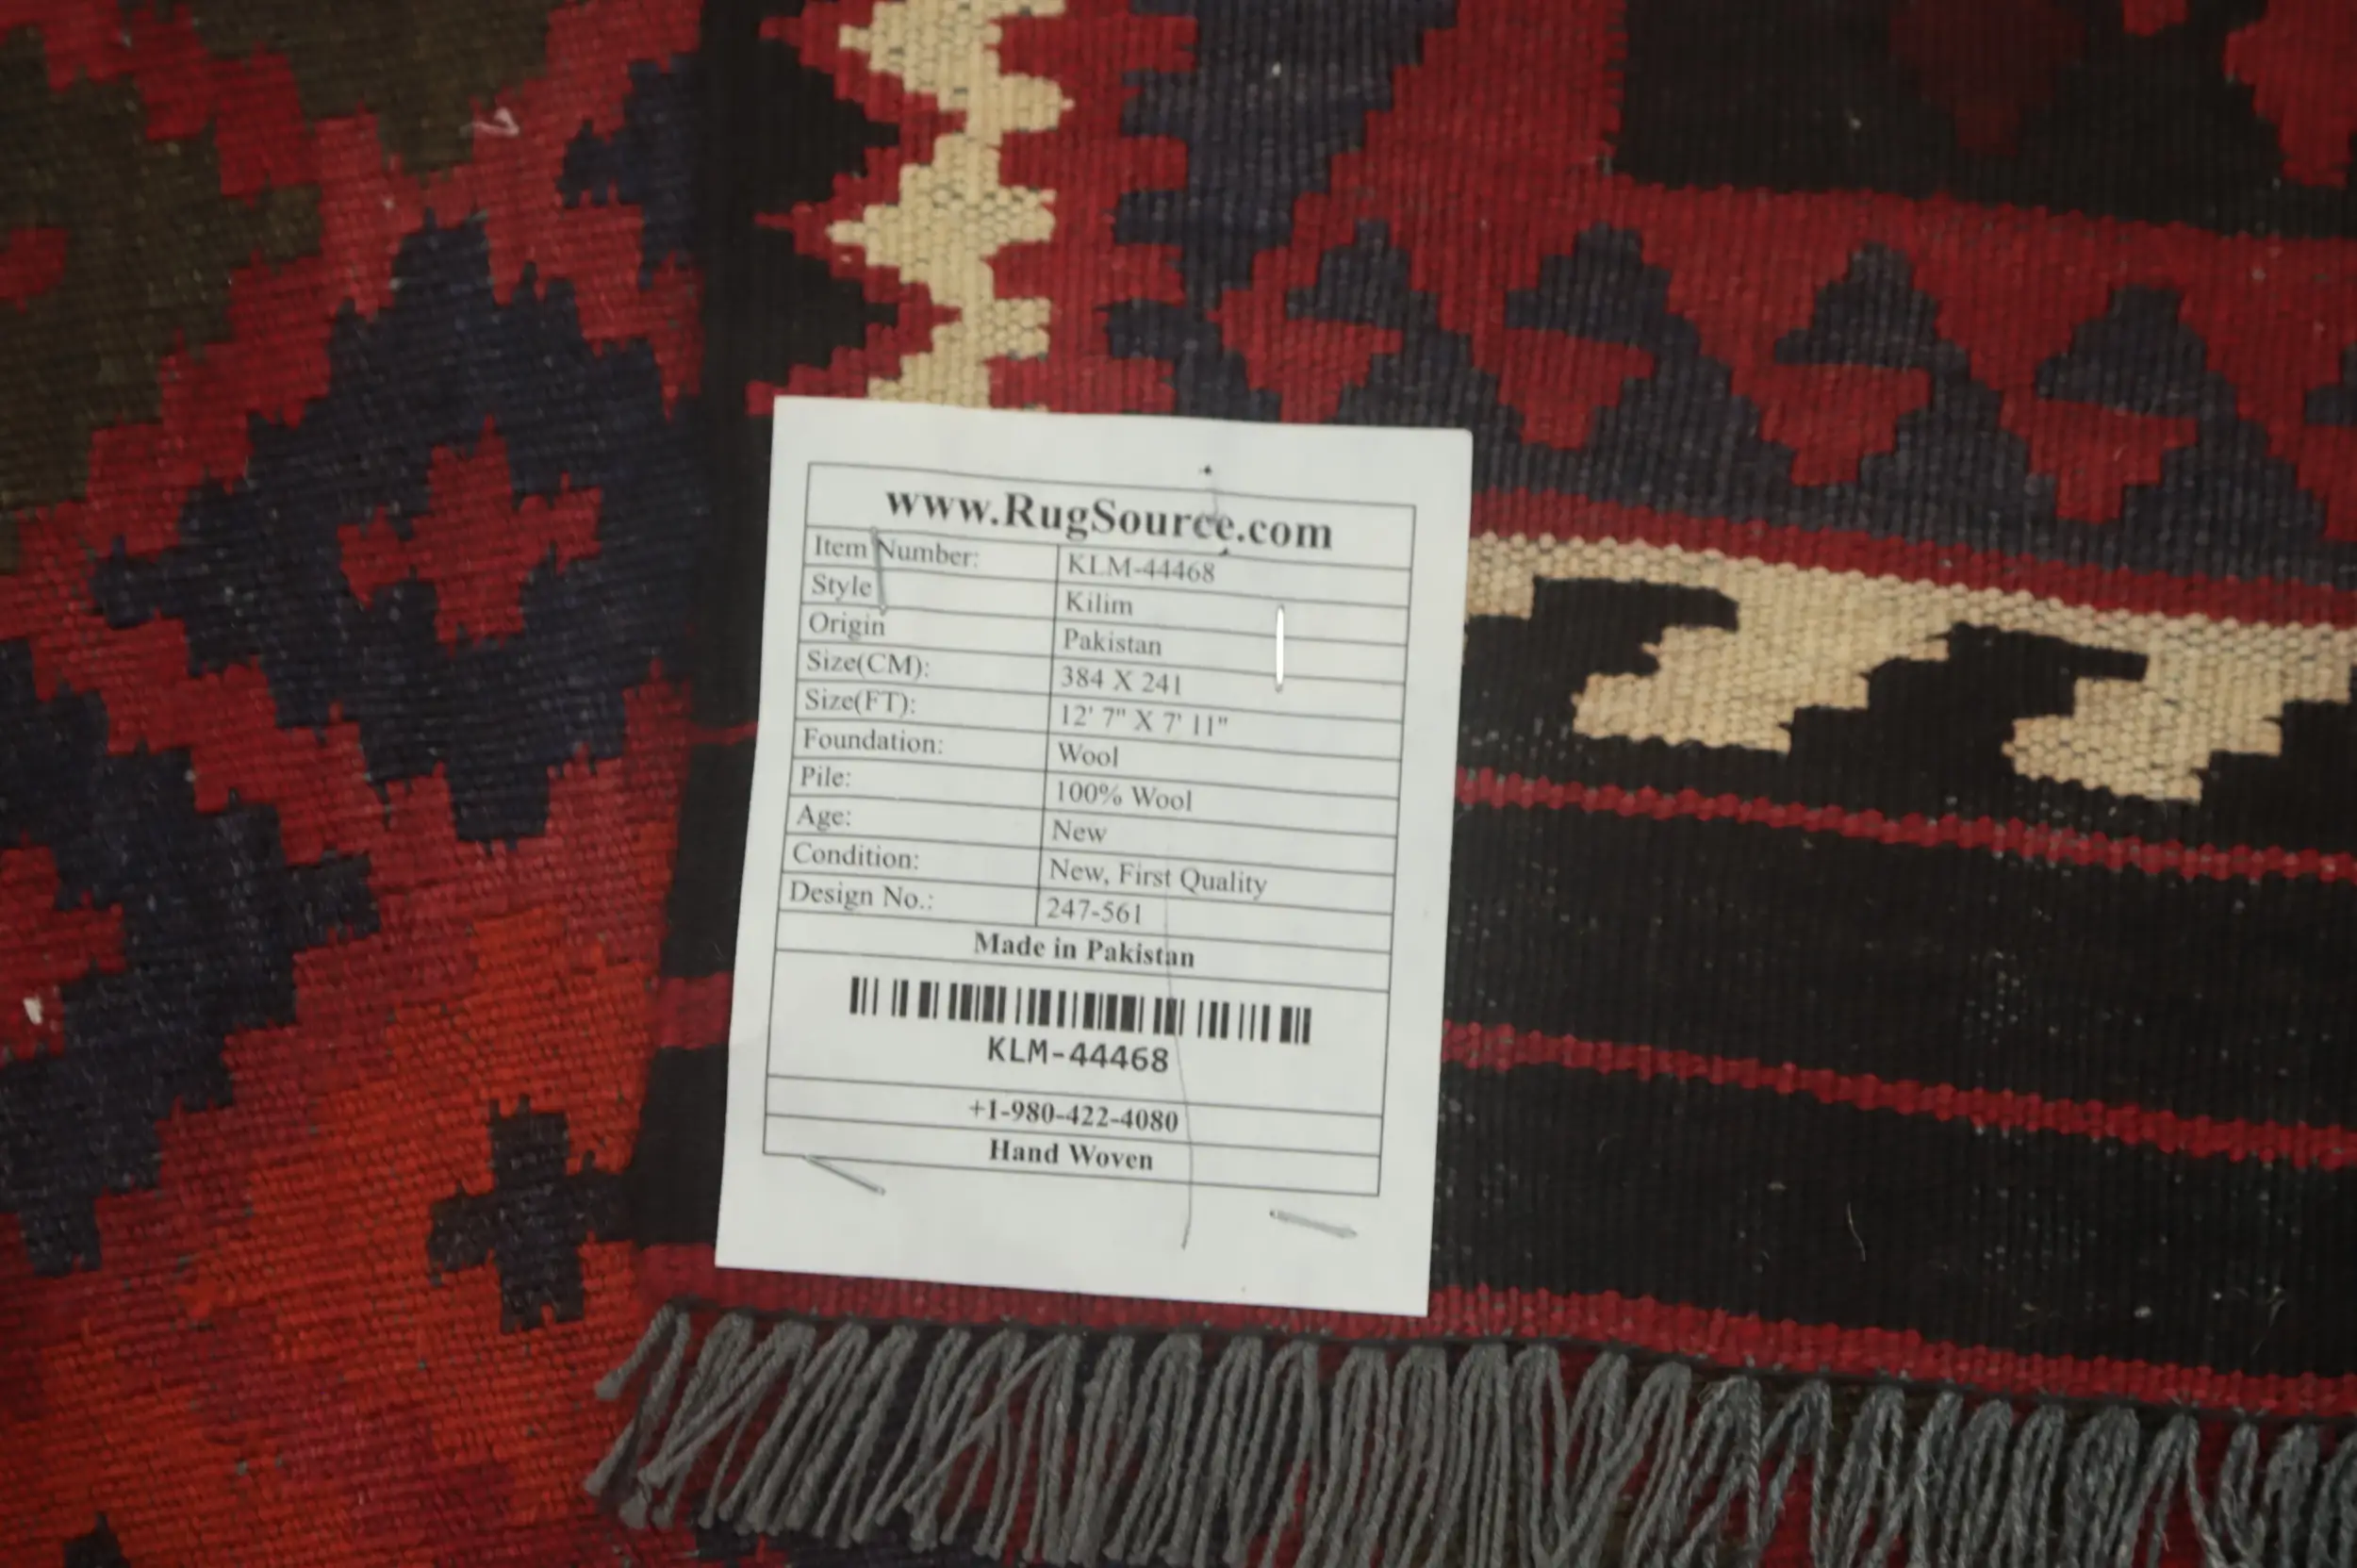 www.RugSource.com
Item Number: KLM-44468
Style Kilim
Origin Pakistan
Size(CM): 384 X 241
Size(FT): 12' 7" X 7' 11"
Foundation: Wool
Pile: 100% Wool
Age: New
Condition: New, First Quality
Design No.: 247-561
Made in Pakistan
KLM-44468
+1-980-422-4080
Hand Woven